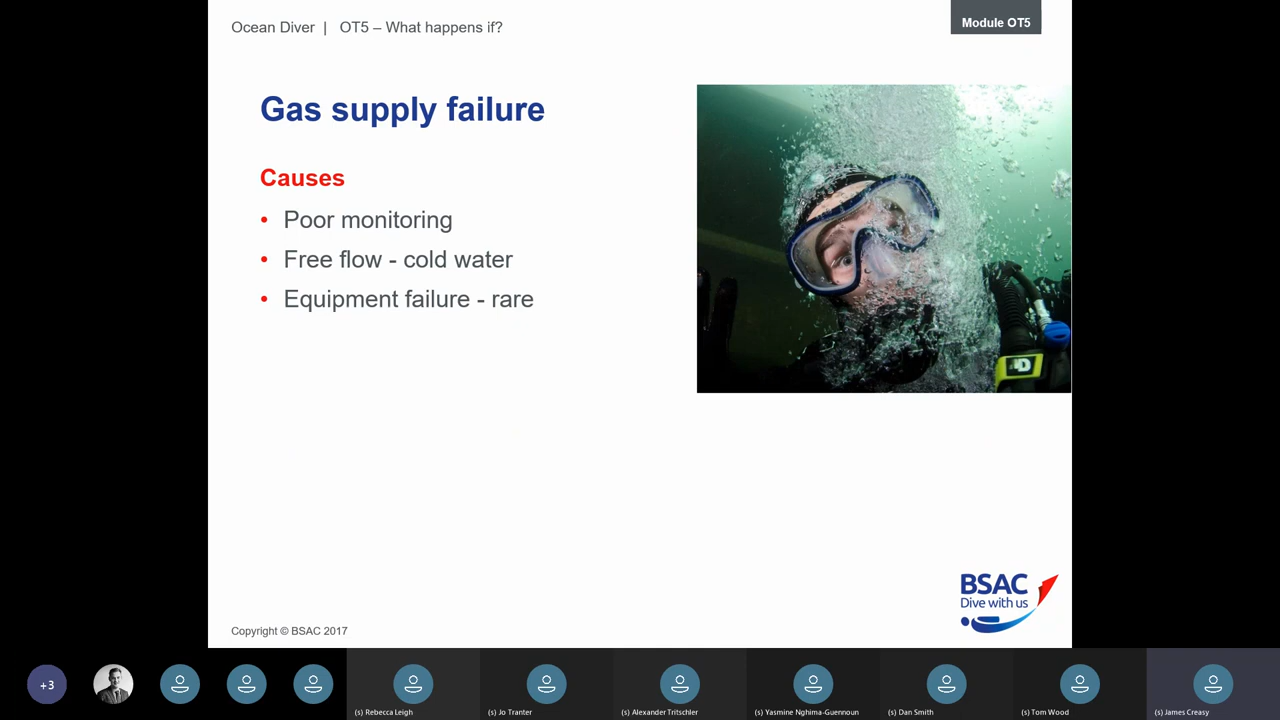 Ocean Diver | OT5 – What happens if?
Module OT5
Gas supply failure
Causes
• Poor monitoring
• Free flow - cold water
• Equipment failure - rare
BSAC
Dive with us
Copyright © BSAC 2017
+3
(s) Rebecca Leigh
(s) Jo Tranter
(s) Alexander Tritschler
(s) Yasmine Nghima-Guennoun
(s) Dan Smith
(s) Tom Wood
(s) James Creasy